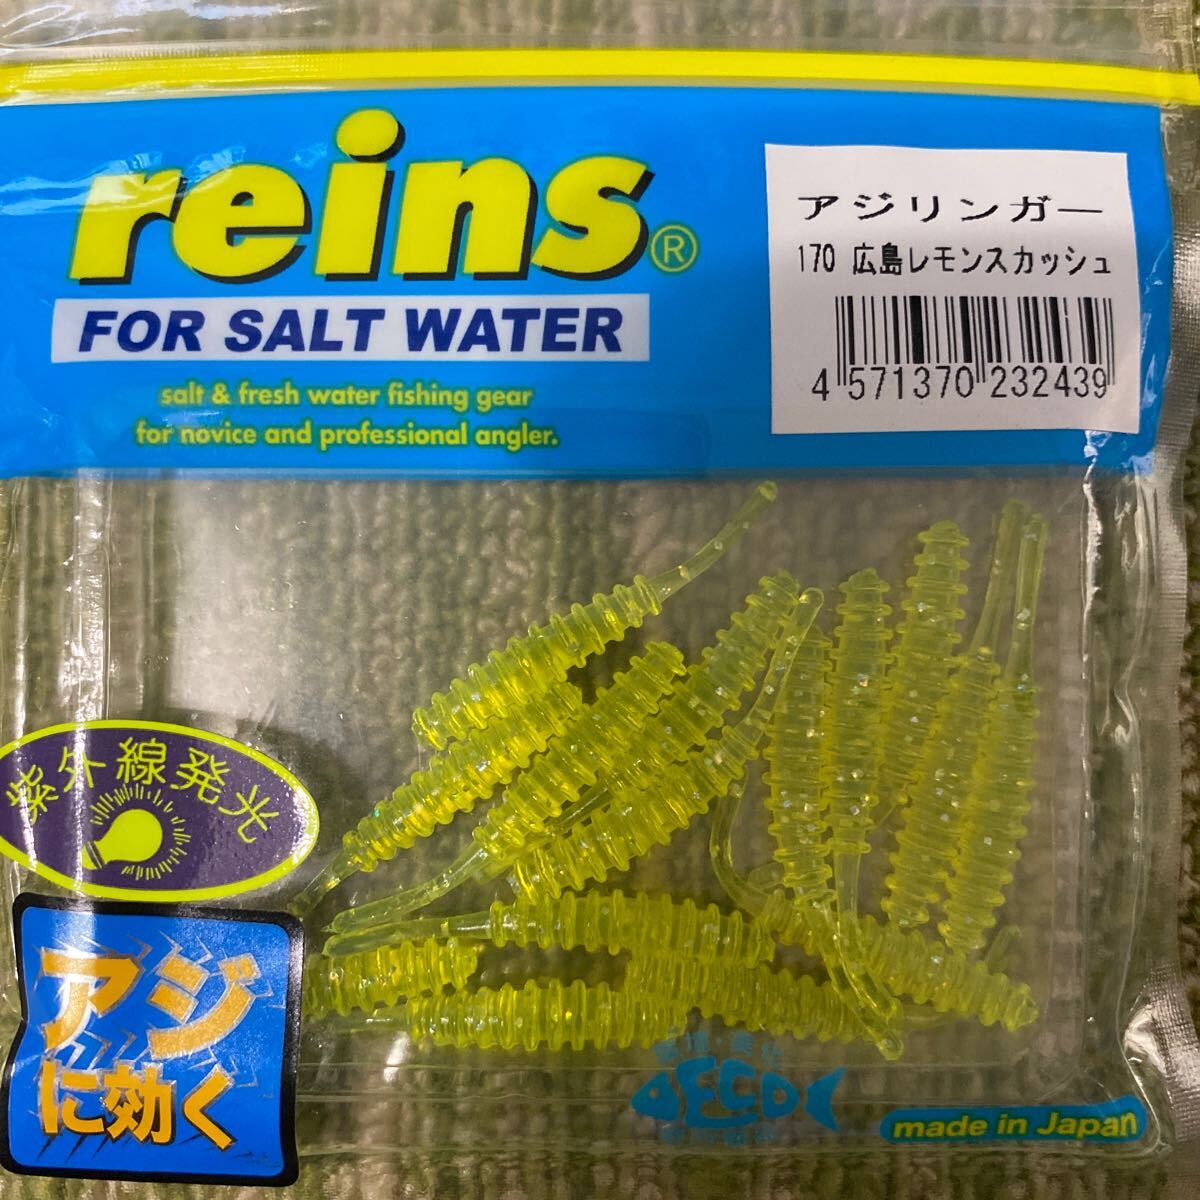 reins®
FOR SALT WATER
salt & fresh water fishing gear
for novice and professional angler.
アジリンガー
170 広島レモンスカッシュ
4 571370 232439
紫外線発光
アジ
に効く
ECO
made in Japan